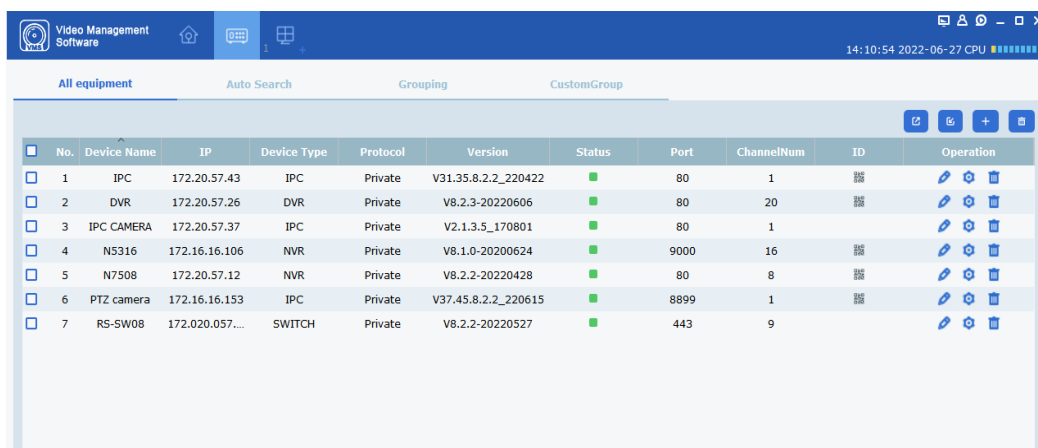 Video Management
Software
1
+
14:10:54 2022-06-27 CPU
All equipment Auto Search Grouping CustomGroup
No. Device Name IP Device Type Protocol Version Status Port ChannelNum ID Operation
1 IPC 172.20.57.43 IPC Private V31.35.8.2.2_220422 80 1
2 DVR 172.20.57.26 DVR Private V8.2.3-20220606 80 20
3 IPC CAMERA 172.20.57.37 IPC Private V2.1.3.5_170801 80 1
4 N5316 172.16.16.106 NVR Private V8.1.0-20200624 9000 16
5 N7508 172.20.57.12 NVR Private V8.2.2-20220428 80 8
6 PTZ camera 172.16.16.153 IPC Private V37.45.8.2.2_220615 8899 1
7 RS-SW08 172.020.057.... SWITCH Private V8.2.2-20220527 443 9